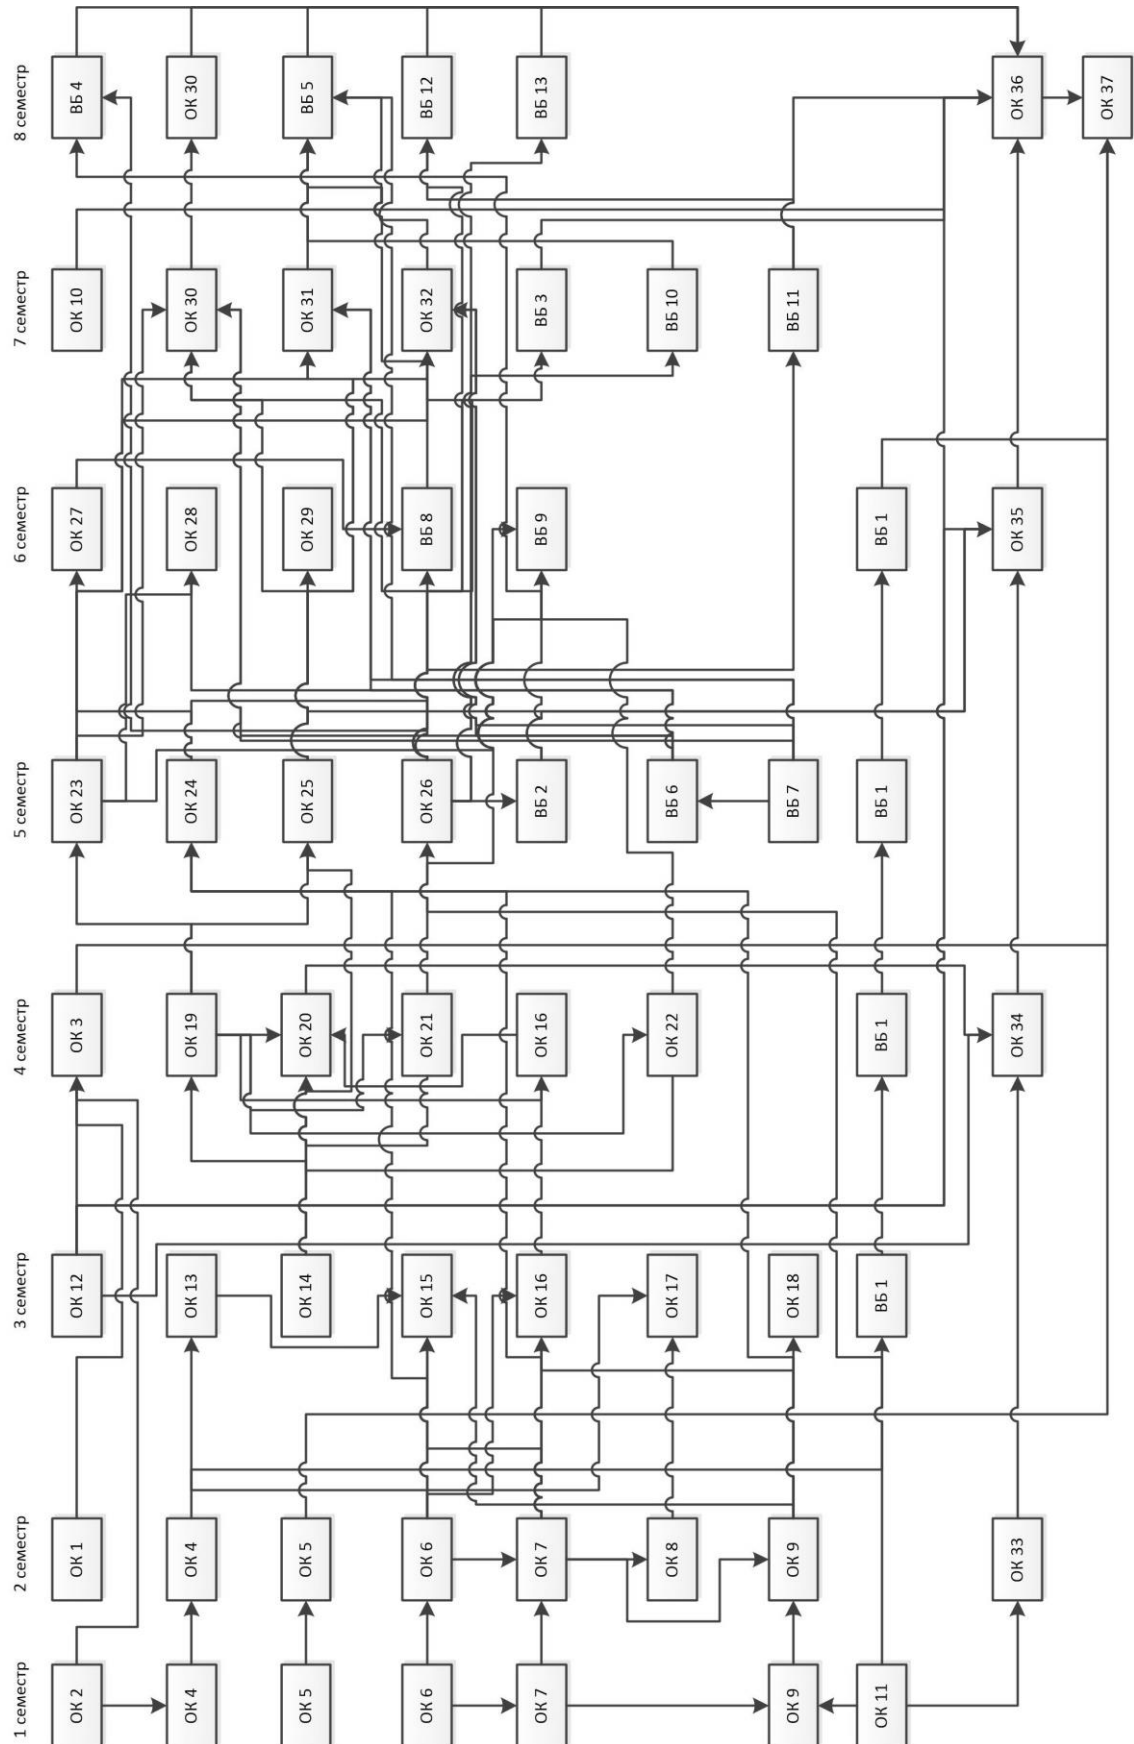 1 семестр
ОК 2
ОК 4
ОК 5
ОК 6
ОК 7
ОК 9
ОК 11
2 семестр
ОК 1
ОК 4
ОК 5
ОК 6
ОК 7
ОК 8
ОК 9
ОК 33
3 семестр
ОК 12
ОК 13
ОК 14
ОК 15
ОК 16
ОК 17
ОК 18
ВБ 1
4 семестр
ОК 3
ОК 19
ОК 20
ОК 21
ОК 16
ОК 22
ВБ 1
ОК 34
5 семестр
ОК 23
ОК 24
ОК 25
ОК 26
ВБ 2
ВБ 6
ВБ 7
ВБ 1
6 семестр
ОК 27
ОК 28
ОК 29
ВБ 8
ВБ 9
ВБ 1
ОК 35
7 семестр
ОК 10
ОК 30
ОК 31
ОК 32
ВБ 3
ВБ 10
ВБ 11
8 семестр
ВБ 4
ОК 30
ВБ 5
ВБ 12
ВБ 13
ОК 36
ОК 37